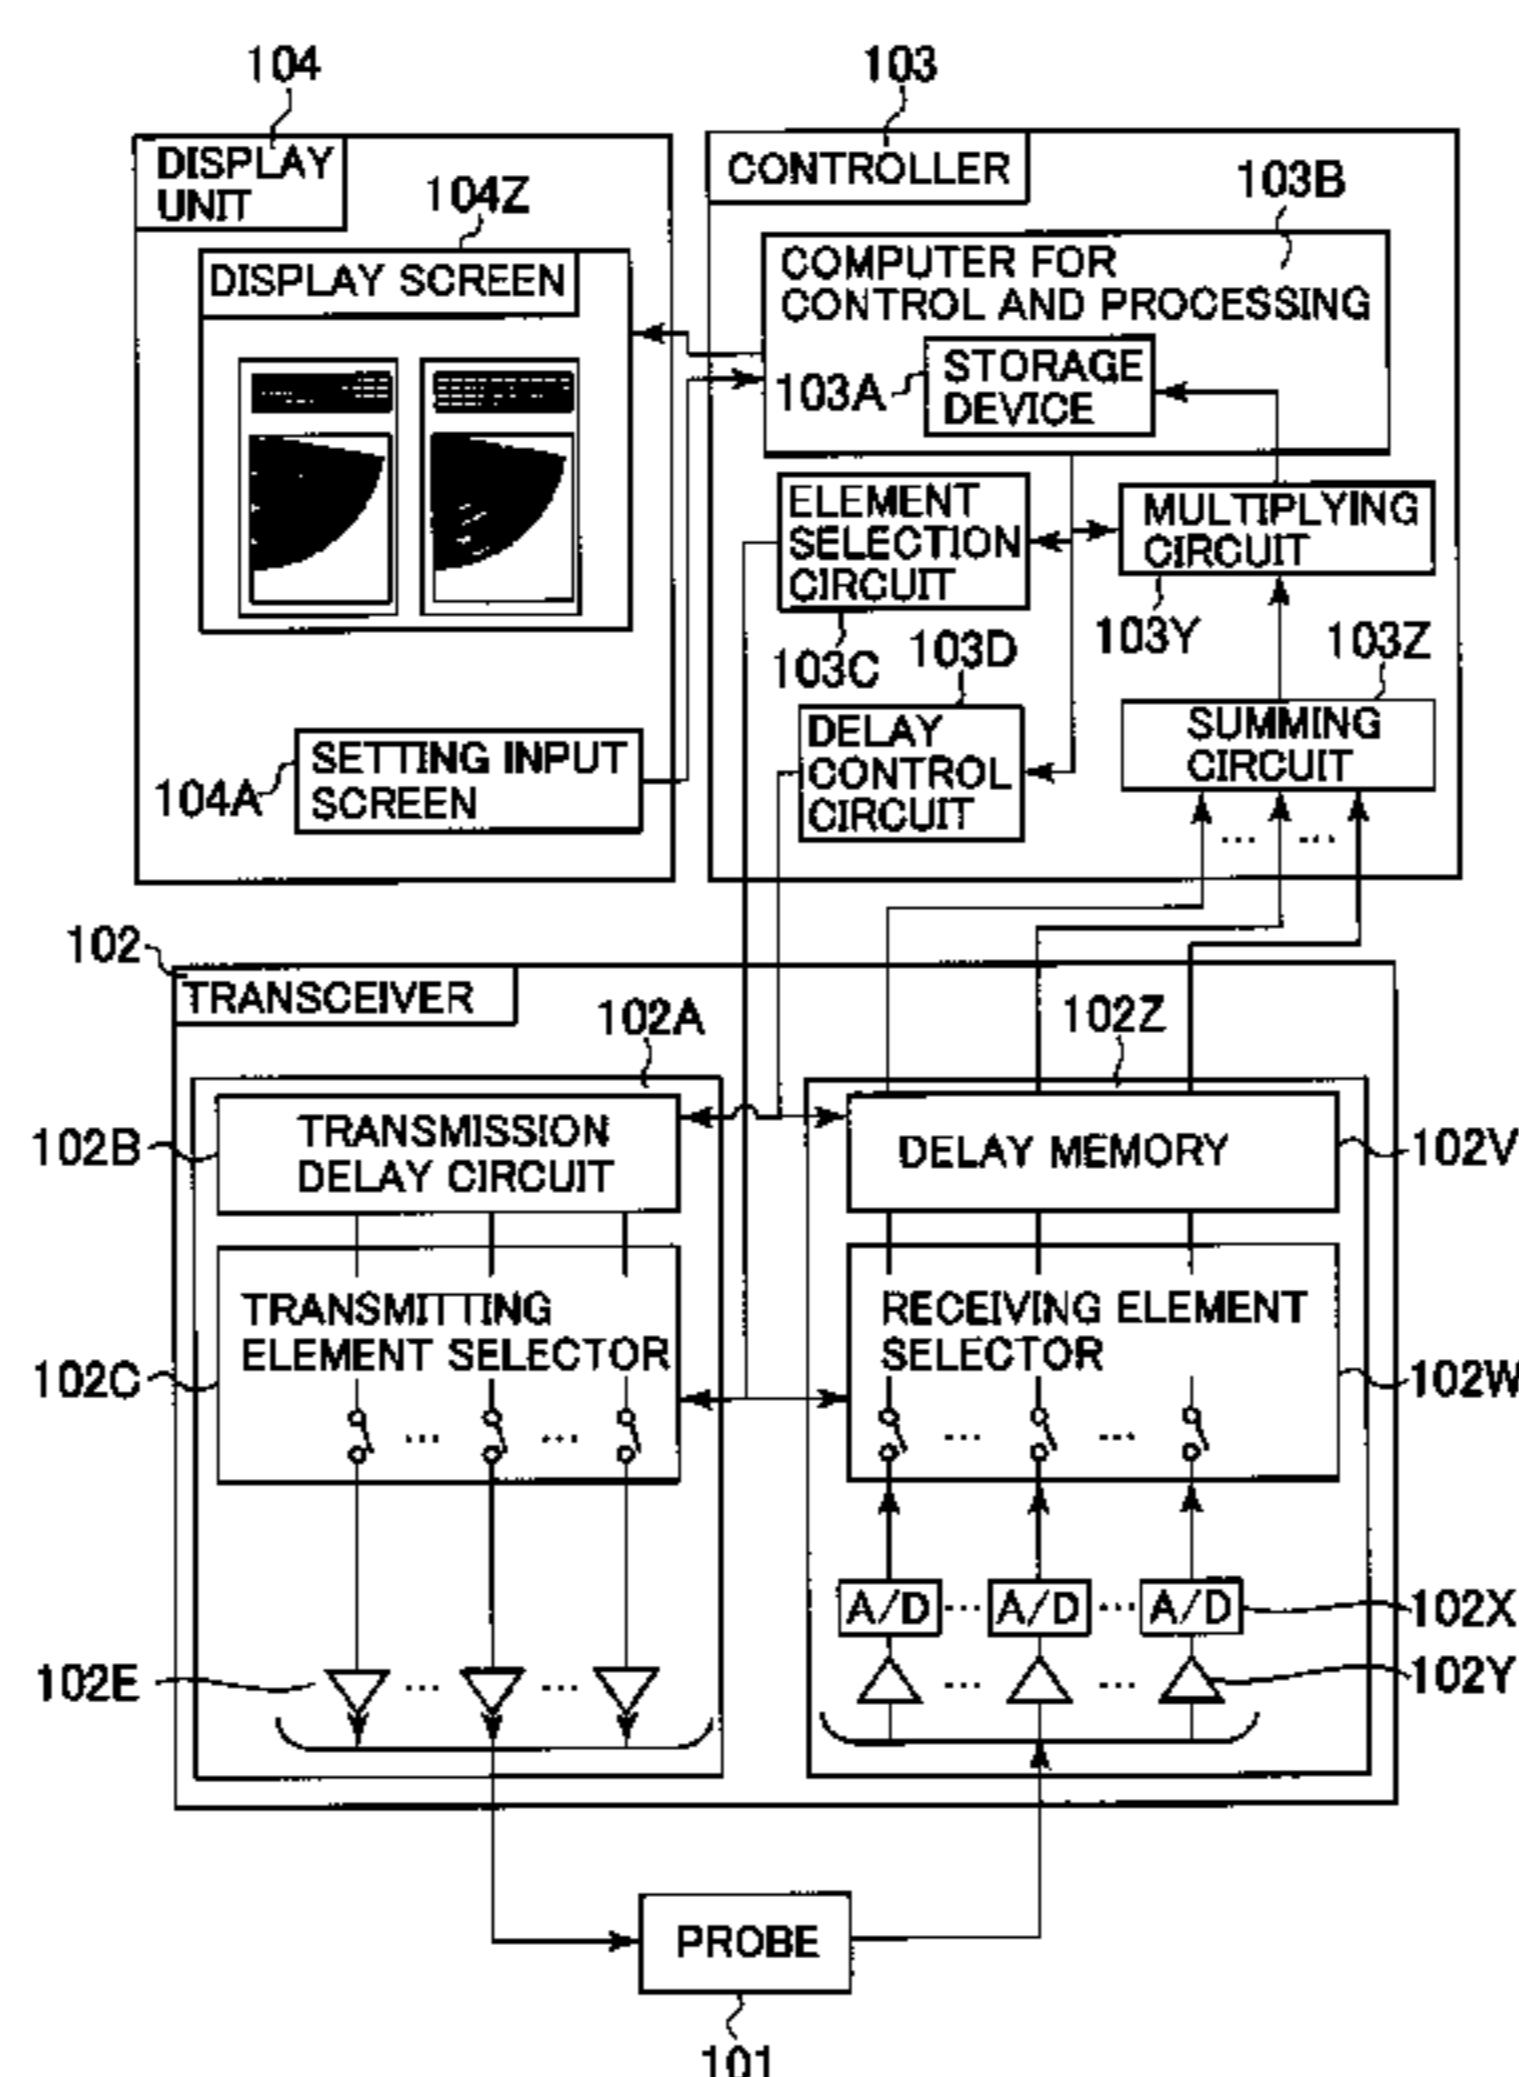 104
103
DISPLAY
UNIT
CONTROLLER
104Z
103B
DISPLAY SCREEN
COMPUTER FOR
CONTROL AND PROCESSING
103A
STORAGE
DEVICE
ELEMENT
SELECTION
CIRCUIT
MULTIPLYING
CIRCUIT
103C
103D
103Y
103Z
104A
SETTING INPUT
SCREEN
DELAY
CONTROL
CIRCUIT
SUMMING
CIRCUIT
... ...
102
TRANSCEIVER
102A
102Z
102B
TRANSMISSION
DELAY CIRCUIT
DELAY MEMORY
102V
102C
TRANSMITTING
ELEMENT SELECTOR
RECEIVING ELEMENT
SELECTOR
102W
... ... ... ...
A/D ... A/D ... A/D
102X
102E
... ... ... ...
102Y
PROBE
101